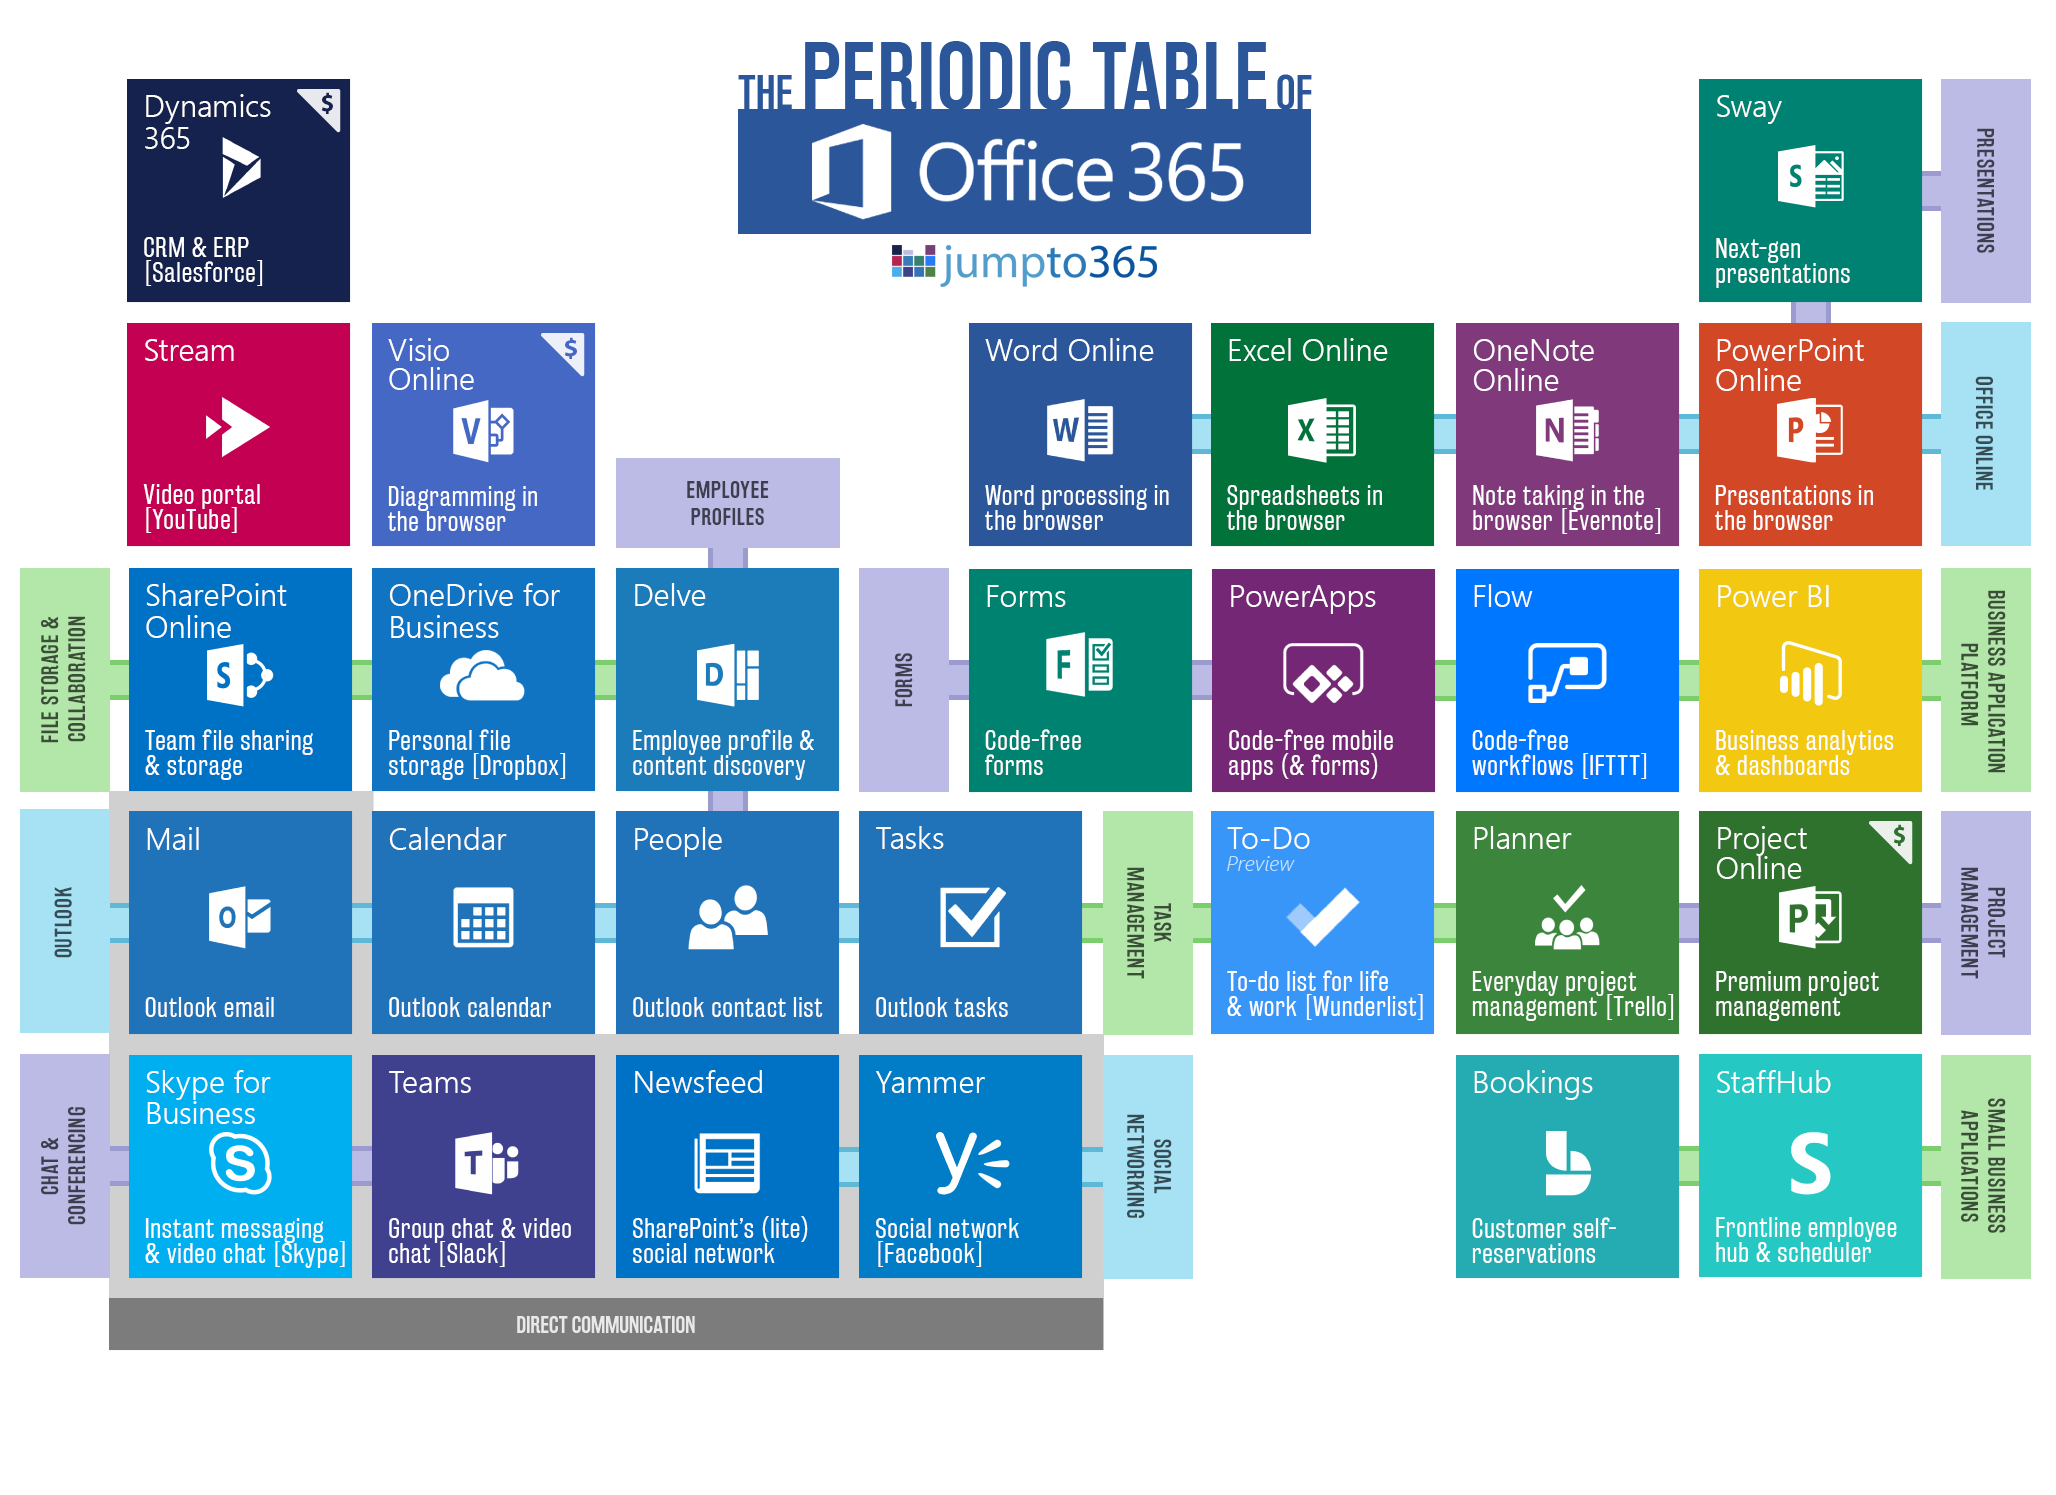 THE PERIODIC TABLE OF
Office 365
jumpto365
Dynamics
365
$
CRM & ERP
[Salesforce]
Sway
S
Next-gen
presentations
PRESENTATIONS
Stream
Video portal
[YouTube]
Visio
Online
$
V
Diagramming in
the browser
EMPLOYEE
PROFILES
Word Online
W
Word processing in
the browser
Excel Online
X
Spreadsheets in
the browser
OneNote
Online
N
Note taking in the
browser [Evernote]
PowerPoint
Online
P
Presentations in
the browser
OFFICE ONLINE
FILE STORAGE &
COLLABORATION
SharePoint
Online
S
Team file sharing
& storage
OneDrive for
Business
Personal file
storage [Dropbox]
Delve
D
Employee profile &
content discovery
FORMS
Forms
F
Code-free
forms
PowerApps
Code-free mobile
apps (& forms)
Flow
Code-free
workflows [IFTTT]
Power BI
Business analytics
& dashboards
BUSINESS APPLICATION
PLATFORM
OUTLOOK
Mail
O
Outlook email
Calendar
Outlook calendar
People
Outlook contact list
Tasks
Outlook tasks
TASK
MANAGEMENT
To-Do
Preview
To-do list for life
& work [Wunderlist]
Planner
Everyday project
management [Trello]
Project
Online
$
P
Premium project
management
PROJECT
MANAGEMENT
CHAT &
CONFERENCING
Skype for
Business
S
Instant messaging
& video chat [Skype]
Teams
T
Group chat & video
chat [Slack]
Newsfeed
SharePoint's (lite)
social network
Yammer
y
Social network
[Facebook]
SOCIAL
NETWORKING
Bookings
b
Customer self-
reservations
StaffHub
S
Frontline employee
hub & scheduler
SMALL BUSINESS
APPLICATIONS
DIRECT COMMUNICATION